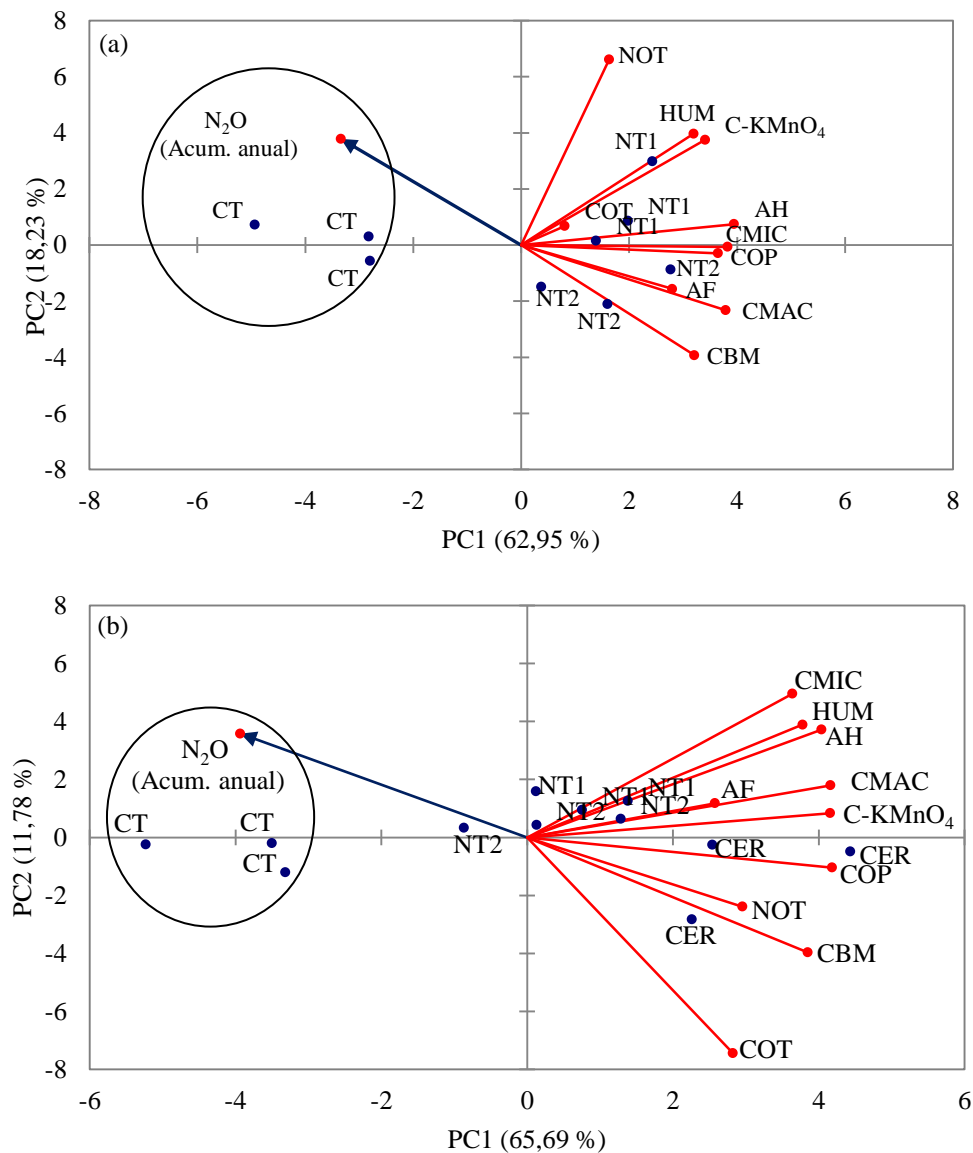 (a)
8
6
4
2
0
-2
-4
-6
-8
PC2 (18,23 %)
NOT
HUM
C-KMnO₄
NT1
N₂O
(Acum. anual)
CT
CT
CT
COT
NT1
NT1
AH
CMIC
COP
NT2
AF
NT2
NT2
CMAC
CBM
-8
-6
-4
-2
0
2
4
6
8
PC1 (62,95 %)
(b)
8
6
4
2
0
-2
-4
-6
-8
PC2 (11,78 %)
CMIC
HUM
AH
N₂O
(Acum. anual)
CT
CT
CT
NT2
NT1
NT1
NT1
NT2
NT2
AF
CMAC
C-KMnO₄
CER
CER
COP
NOT
CER
CBM
COT
-6
-4
-2
0
2
4
6
PC1 (65,69 %)